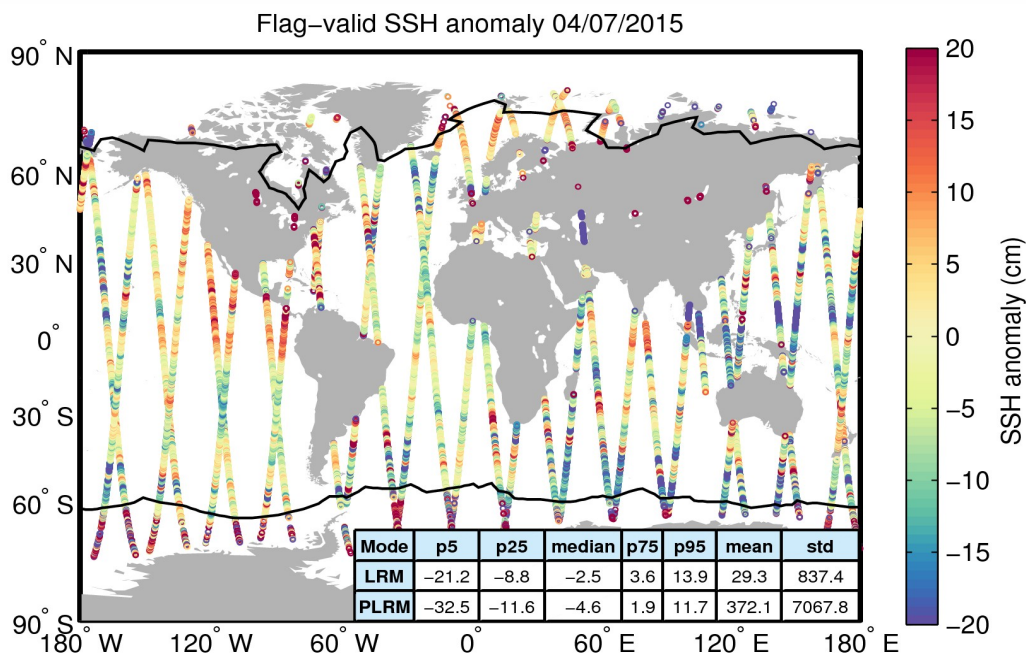 Flag−valid SSH anomaly 04/07/2015
90° N
60° N
30° N
0°
30° S
60° S
90° S
180° W 120° W 60° W 0° 60° E 120° E 180° E
Mode p5 p25 median p75 p95 mean std
LRM −21.2 −8.8 −2.5 3.6 13.9 29.3 837.4
PLRM −32.5 −11.6 −4.6 1.9 11.7 372.1 7067.8
20
15
10
5
0
−5
−10
−15
−20
SSH anomaly (cm)